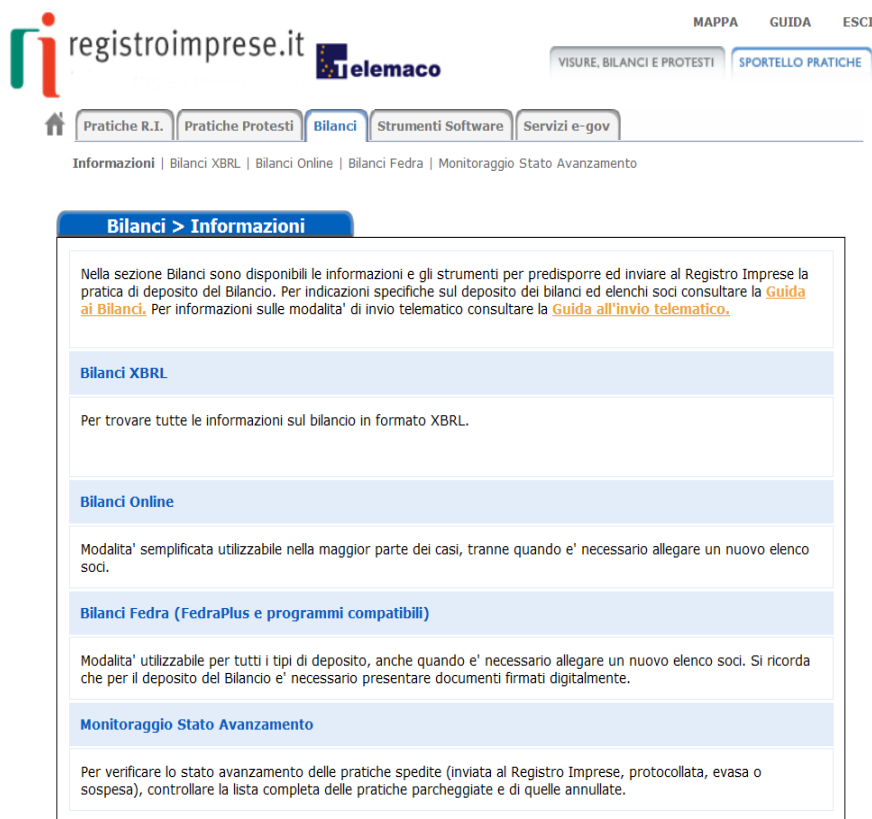 MAPPA GUIDA ESCI
registroimprese.it
Telemaco
VISURE, BILANCI E PROTESTI SPORTELLO PRATICHE
Pratiche R.I. Pratiche Protesti Bilanci Strumenti Software Servizi e-gov
Informazioni | Bilanci XBRL | Bilanci Online | Bilanci Fedra | Monitoraggio Stato Avanzamento
Bilanci > Informazioni
Nella sezione Bilanci sono disponibili le informazioni e gli strumenti per predisporre ed inviare al Registro Imprese la
pratica di deposito del Bilancio. Per indicazioni specifiche sul deposito dei bilanci ed elenchi soci consultare la Guida
ai Bilanci. Per informazioni sulle modalita' di invio telematico consultare la Guida all'invio telematico.
Bilanci XBRL
Per trovare tutte le informazioni sul bilancio in formato XBRL.
Bilanci Online
Modalita' semplificata utilizzabile nella maggior parte dei casi, tranne quando e' necessario allegare un nuovo elenco
soci.
Bilanci Fedra (FedraPlus e programmi compatibili)
Modalita' utilizzabile per tutti i tipi di deposito, anche quando e' necessario allegare un nuovo elenco soci. Si ricorda
che per il deposito del Bilancio e' necessario presentare documenti firmati digitalmente.
Monitoraggio Stato Avanzamento
Per verificare lo stato avanzamento delle pratiche spedite (inviata al Registro Imprese, protocollata, evasa o
sospesa), controllare la lista completa delle pratiche parcheggiate e di quelle annullate.